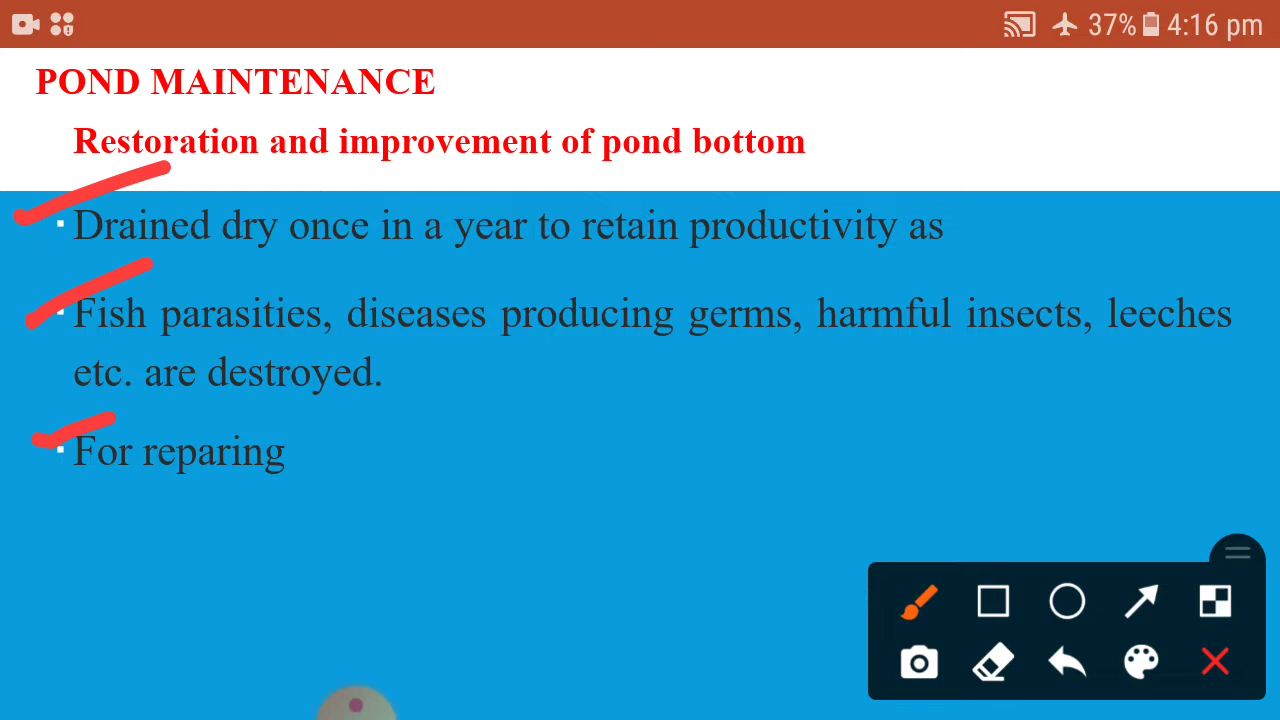 37% 4:16 pm
POND MAINTENANCE
Restoration and improvement of pond bottom
Drained dry once in a year to retain productivity as
Fish parasities, diseases producing germs, harmful insects, leeches
etc. are destroyed.
For reparing